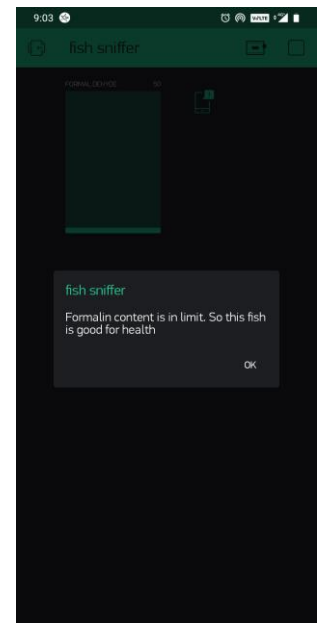 9:03
fish sniffer
FORMAL DEVICE 50
fish sniffer
Formalin content is in limit. So this fish
is good for health
OK